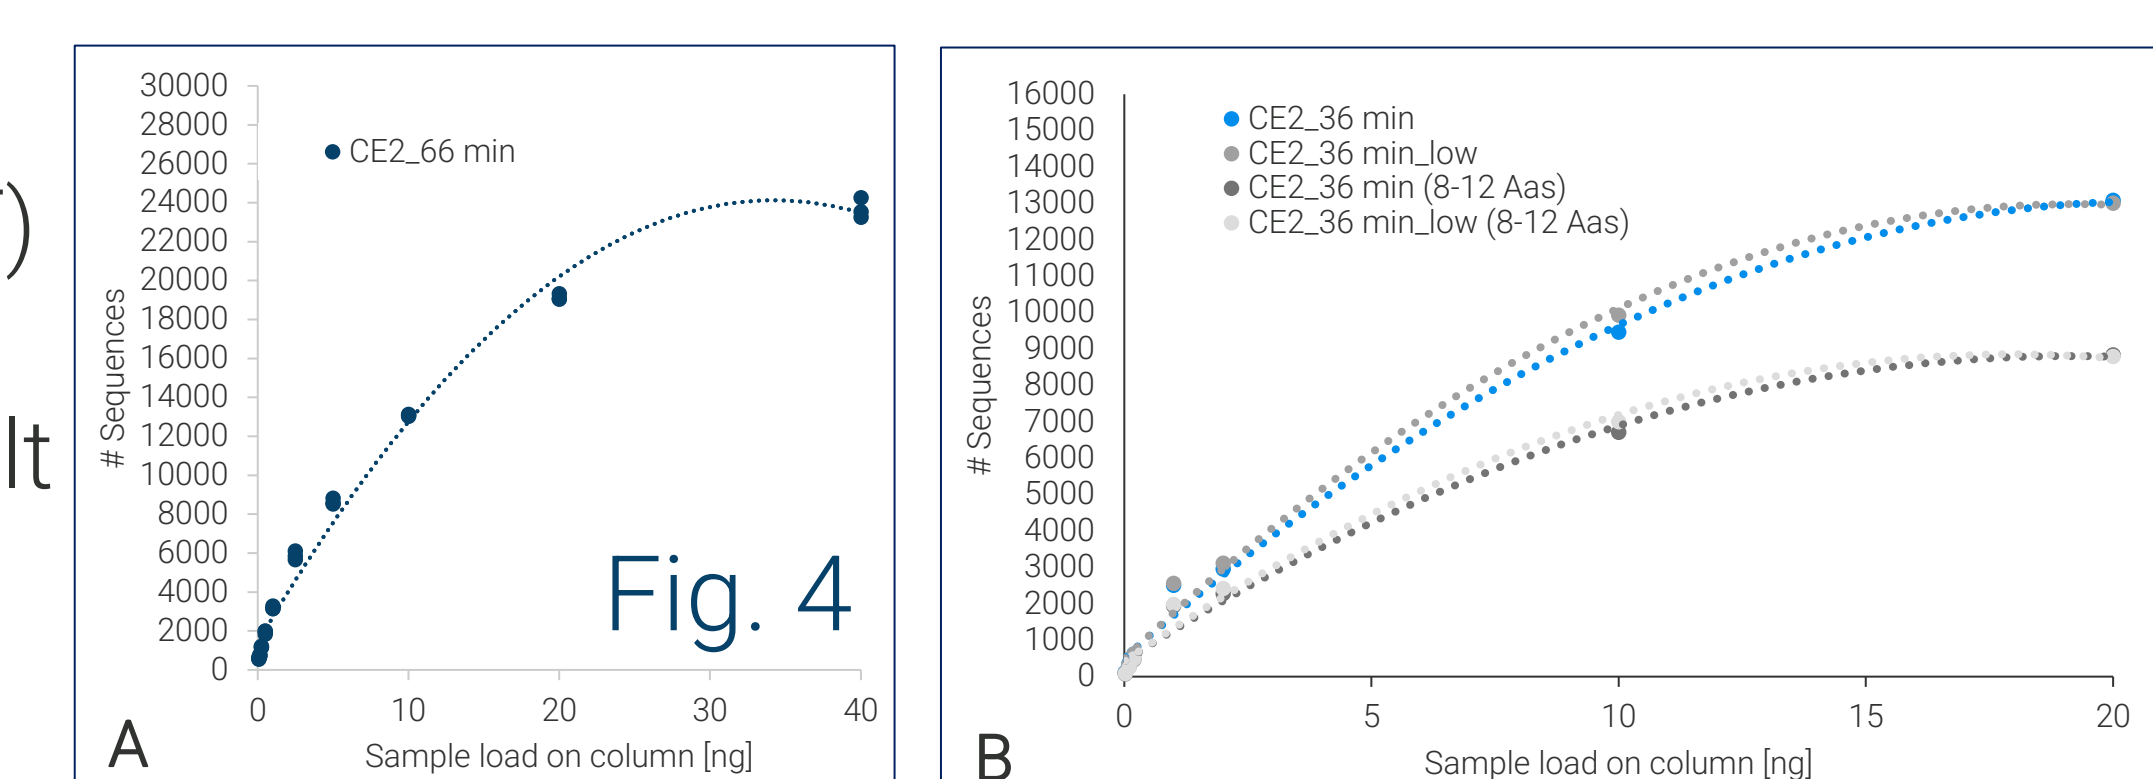 )
lt
30000
28000
26000
24000
22000
20000
18000
16000
14000
12000
10000
8000
6000
4000
2000
0
# Sequences
CE2_66 min
Fig. 4
0 10 20 30 40
Sample load on column [ng]
A
16000
15000
14000
13000
12000
11000
10000
9000
8000
7000
6000
5000
4000
3000
2000
1000
0
# Sequences
CE2_36 min
CE2_36 min_low
CE2_36 min (8-12 Aas)
CE2_36 min_low (8-12 Aas)
0 5 10 15 20
Sample load on column [ng]
B